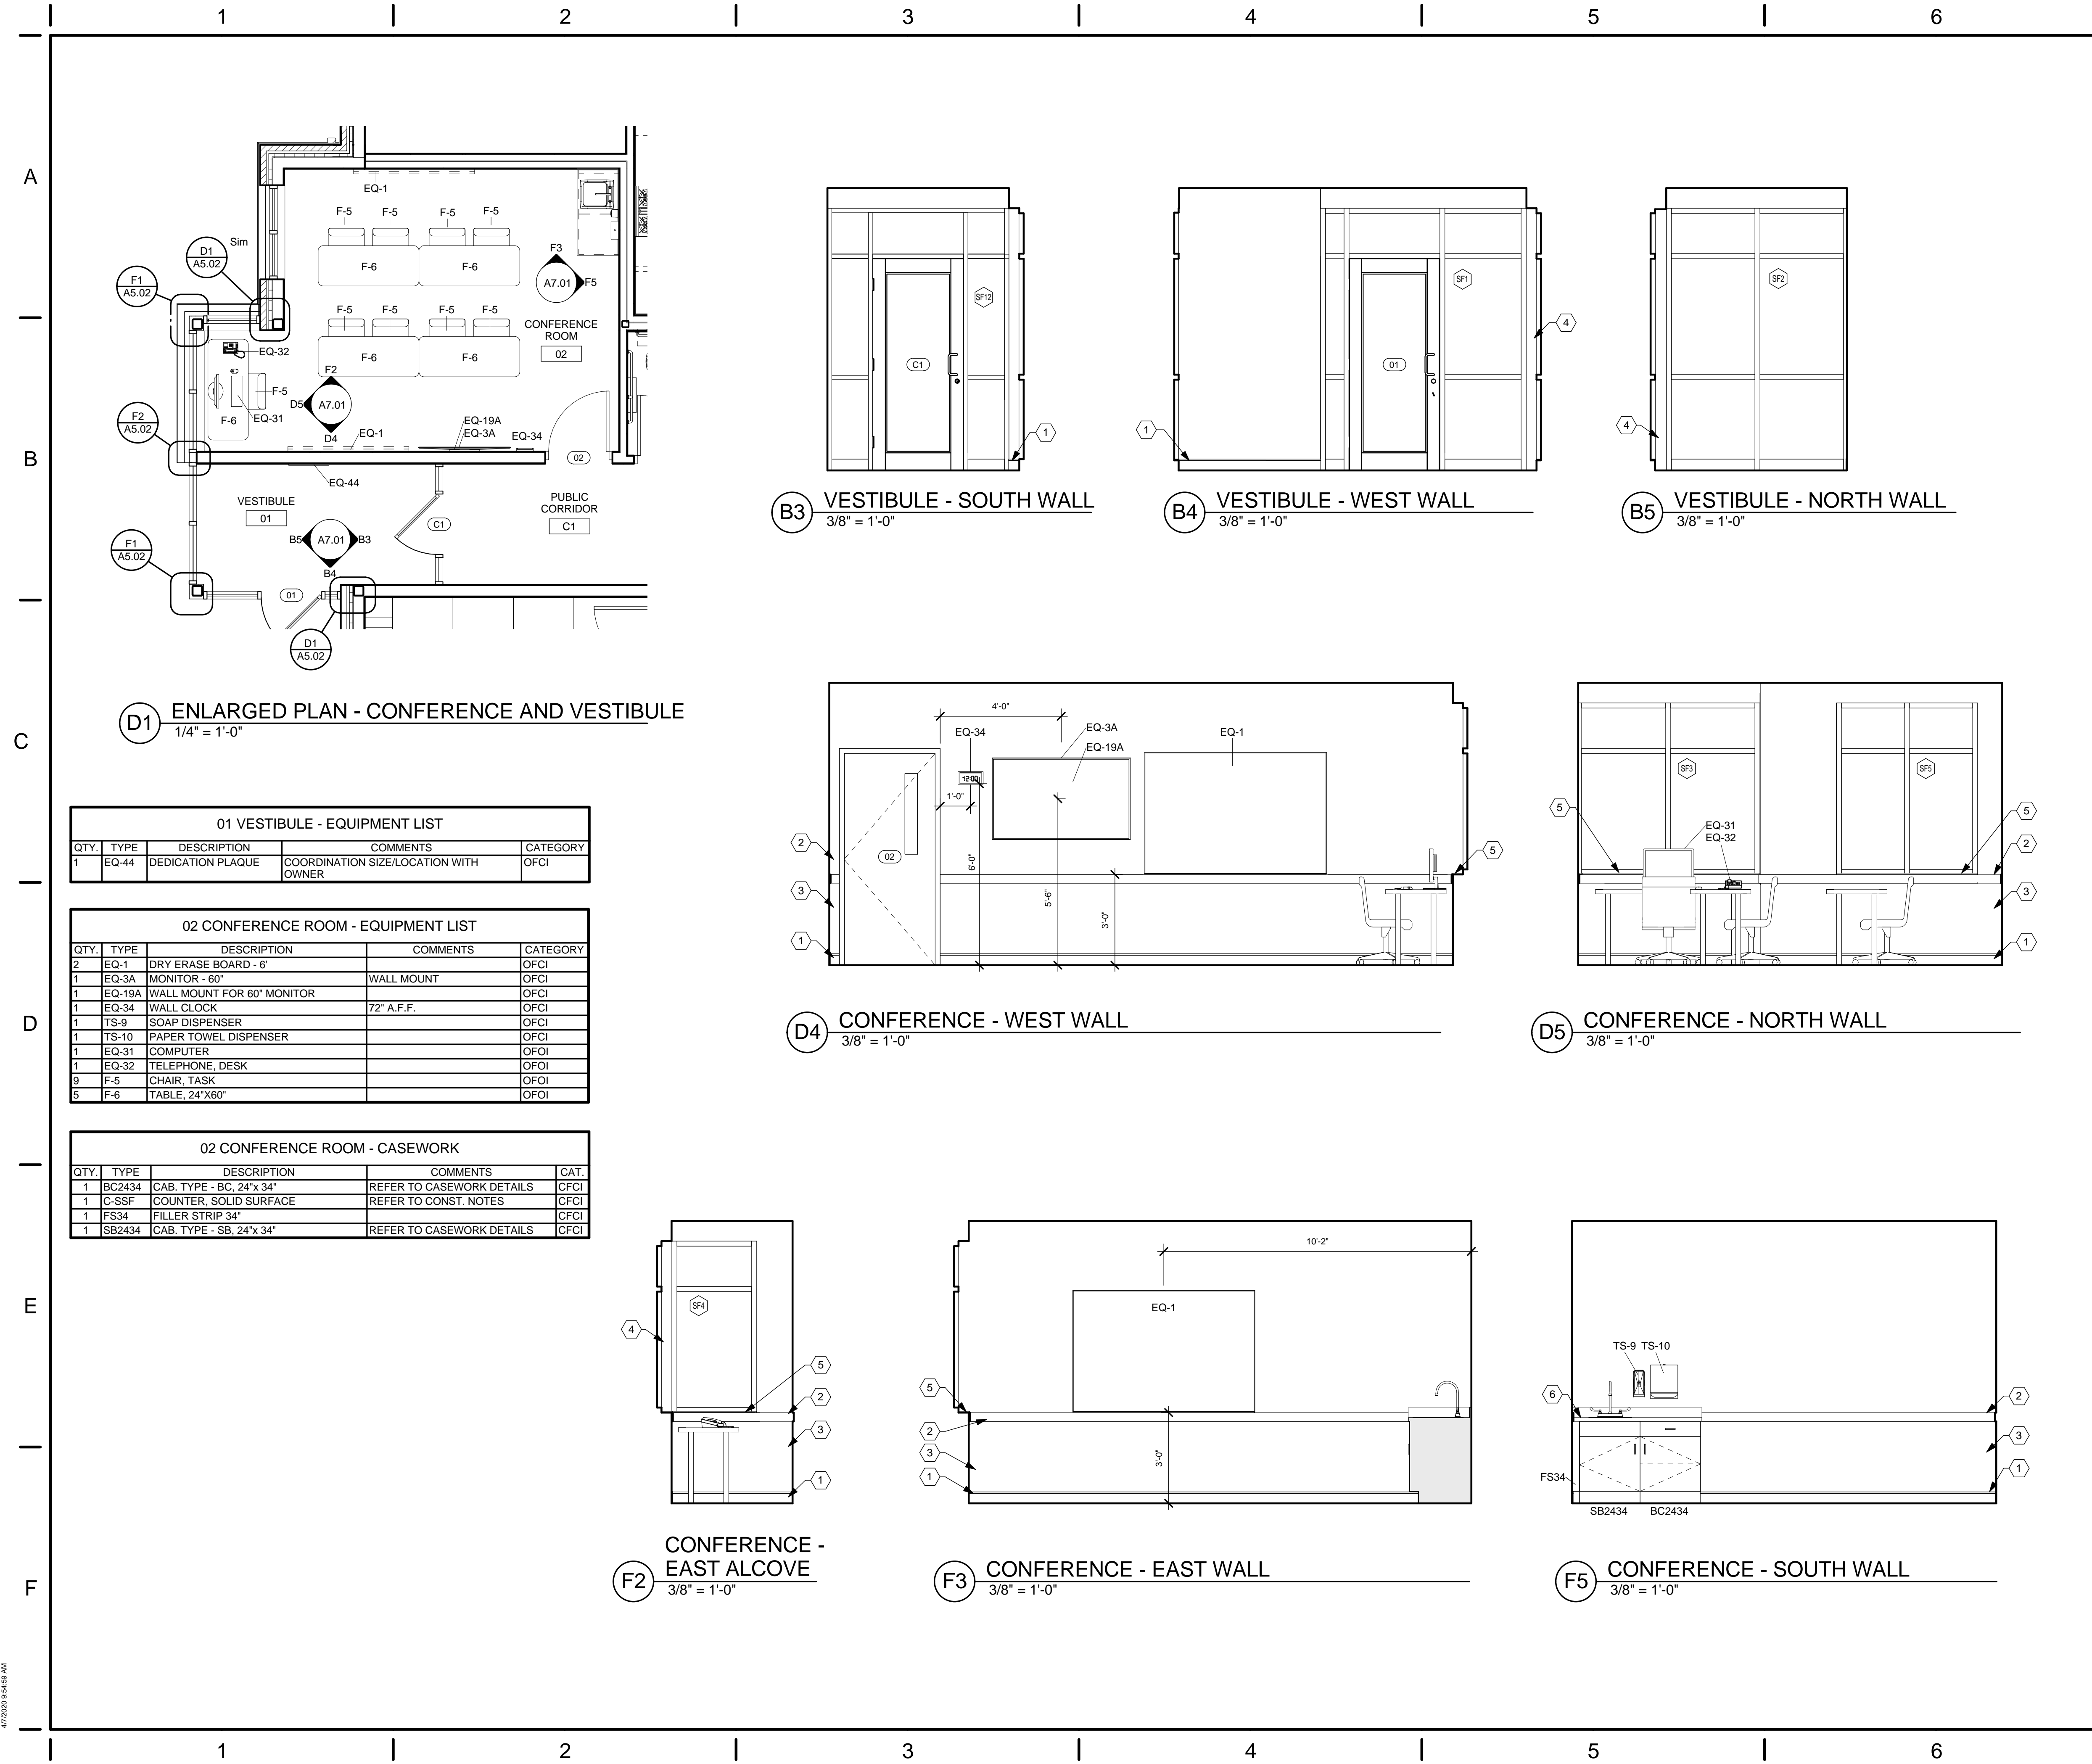 1 2 3 4 5 6
A
B
C
D
E
F
EQ-1
F-5 F-5 F-5 F-5
F-6 F-6
F3
A7.01 F5
Sim
D1
A5.02
F1
A5.02
F-5 F-5 F-5 F-5
F-6 F-6
CONFERENCE
ROOM
02
EQ-32
F-5
EQ-31
F-6
F2
D5 A7.01
D4
EQ-1
EQ-19A
EQ-3A
EQ-34
02
F2
A5.02
EQ-44
VESTIBULE
01
PUBLIC
CORRIDOR
C1
C1
B5 A7.01 B3
B4
F1
A5.02
01
D1
A5.02
D1 ENLARGED PLAN - CONFERENCE AND VESTIBULE
1/4" = 1'-0"
SF12
C1
1
B3 VESTIBULE - SOUTH WALL
3/8" = 1'-0"
SF1
4
01
1
B4 VESTIBULE - WEST WALL
3/8" = 1'-0"
SF2
4
B5 VESTIBULE - NORTH WALL
3/8" = 1'-0"
4'-0"
EQ-34
EQ-3A
EQ-19A
EQ-1
12:00
1'-0"
2
02
3
1
6'-0"
5'-6"
3'-0"
5
D4 CONFERENCE - WEST WALL
3/8" = 1'-0"
SF3
SF5
5
EQ-31
EQ-32
5
2
3
1
D5 CONFERENCE - NORTH WALL
3/8" = 1'-0"
01 VESTIBULE - EQUIPMENT LIST
QTY. TYPE DESCRIPTION COMMENTS CATEGORY
1 EQ-44 DEDICATION PLAQUE COORDINATION SIZE/LOCATION WITH OFCI
OWNER
02 CONFERENCE ROOM - EQUIPMENT LIST
QTY. TYPE DESCRIPTION COMMENTS CATEGORY
2 EQ-1 DRY ERASE BOARD - 6' OFCI
1 EQ-3A MONITOR - 60" WALL MOUNT OFCI
1 EQ-19A WALL MOUNT FOR 60" MONITOR OFCI
1 EQ-34 WALL CLOCK 72" A.F.F. OFCI
1 TS-9 SOAP DISPENSER OFCI
1 TS-10 PAPER TOWEL DISPENSER OFCI
1 EQ-31 COMPUTER OFOI
1 EQ-32 TELEPHONE, DESK OFOI
9 F-5 CHAIR, TASK OFOI
5 F-6 TABLE, 24"X60" OFOI
02 CONFERENCE ROOM - CASEWORK
QTY. TYPE DESCRIPTION COMMENTS CAT.
1 BC2434 CAB. TYPE - BC, 24"x 34" REFER TO CASEWORK DETAILS CFCI
1 C-SSF COUNTER, SOLID SURFACE REFER TO CONST. NOTES CFCI
1 FS34 FILLER STRIP 34" CFCI
1 SB2434 CAB. TYPE - SB, 24"x 34" REFER TO CASEWORK DETAILS CFCI
SF4
4
5
2
3
1
F2 CONFERENCE -
EAST ALCOVE
3/8" = 1'-0"
10'-2"
EQ-1
5
2
3
1
3'-0"
F3 CONFERENCE - EAST WALL
3/8" = 1'-0"
TS-9 TS-10
6
2
3
1
FS34
SB2434 BC2434
F5 CONFERENCE - SOUTH WALL
3/8" = 1'-0"
4/7/2020 9:54:59 AM
1 2 3 4 5 6